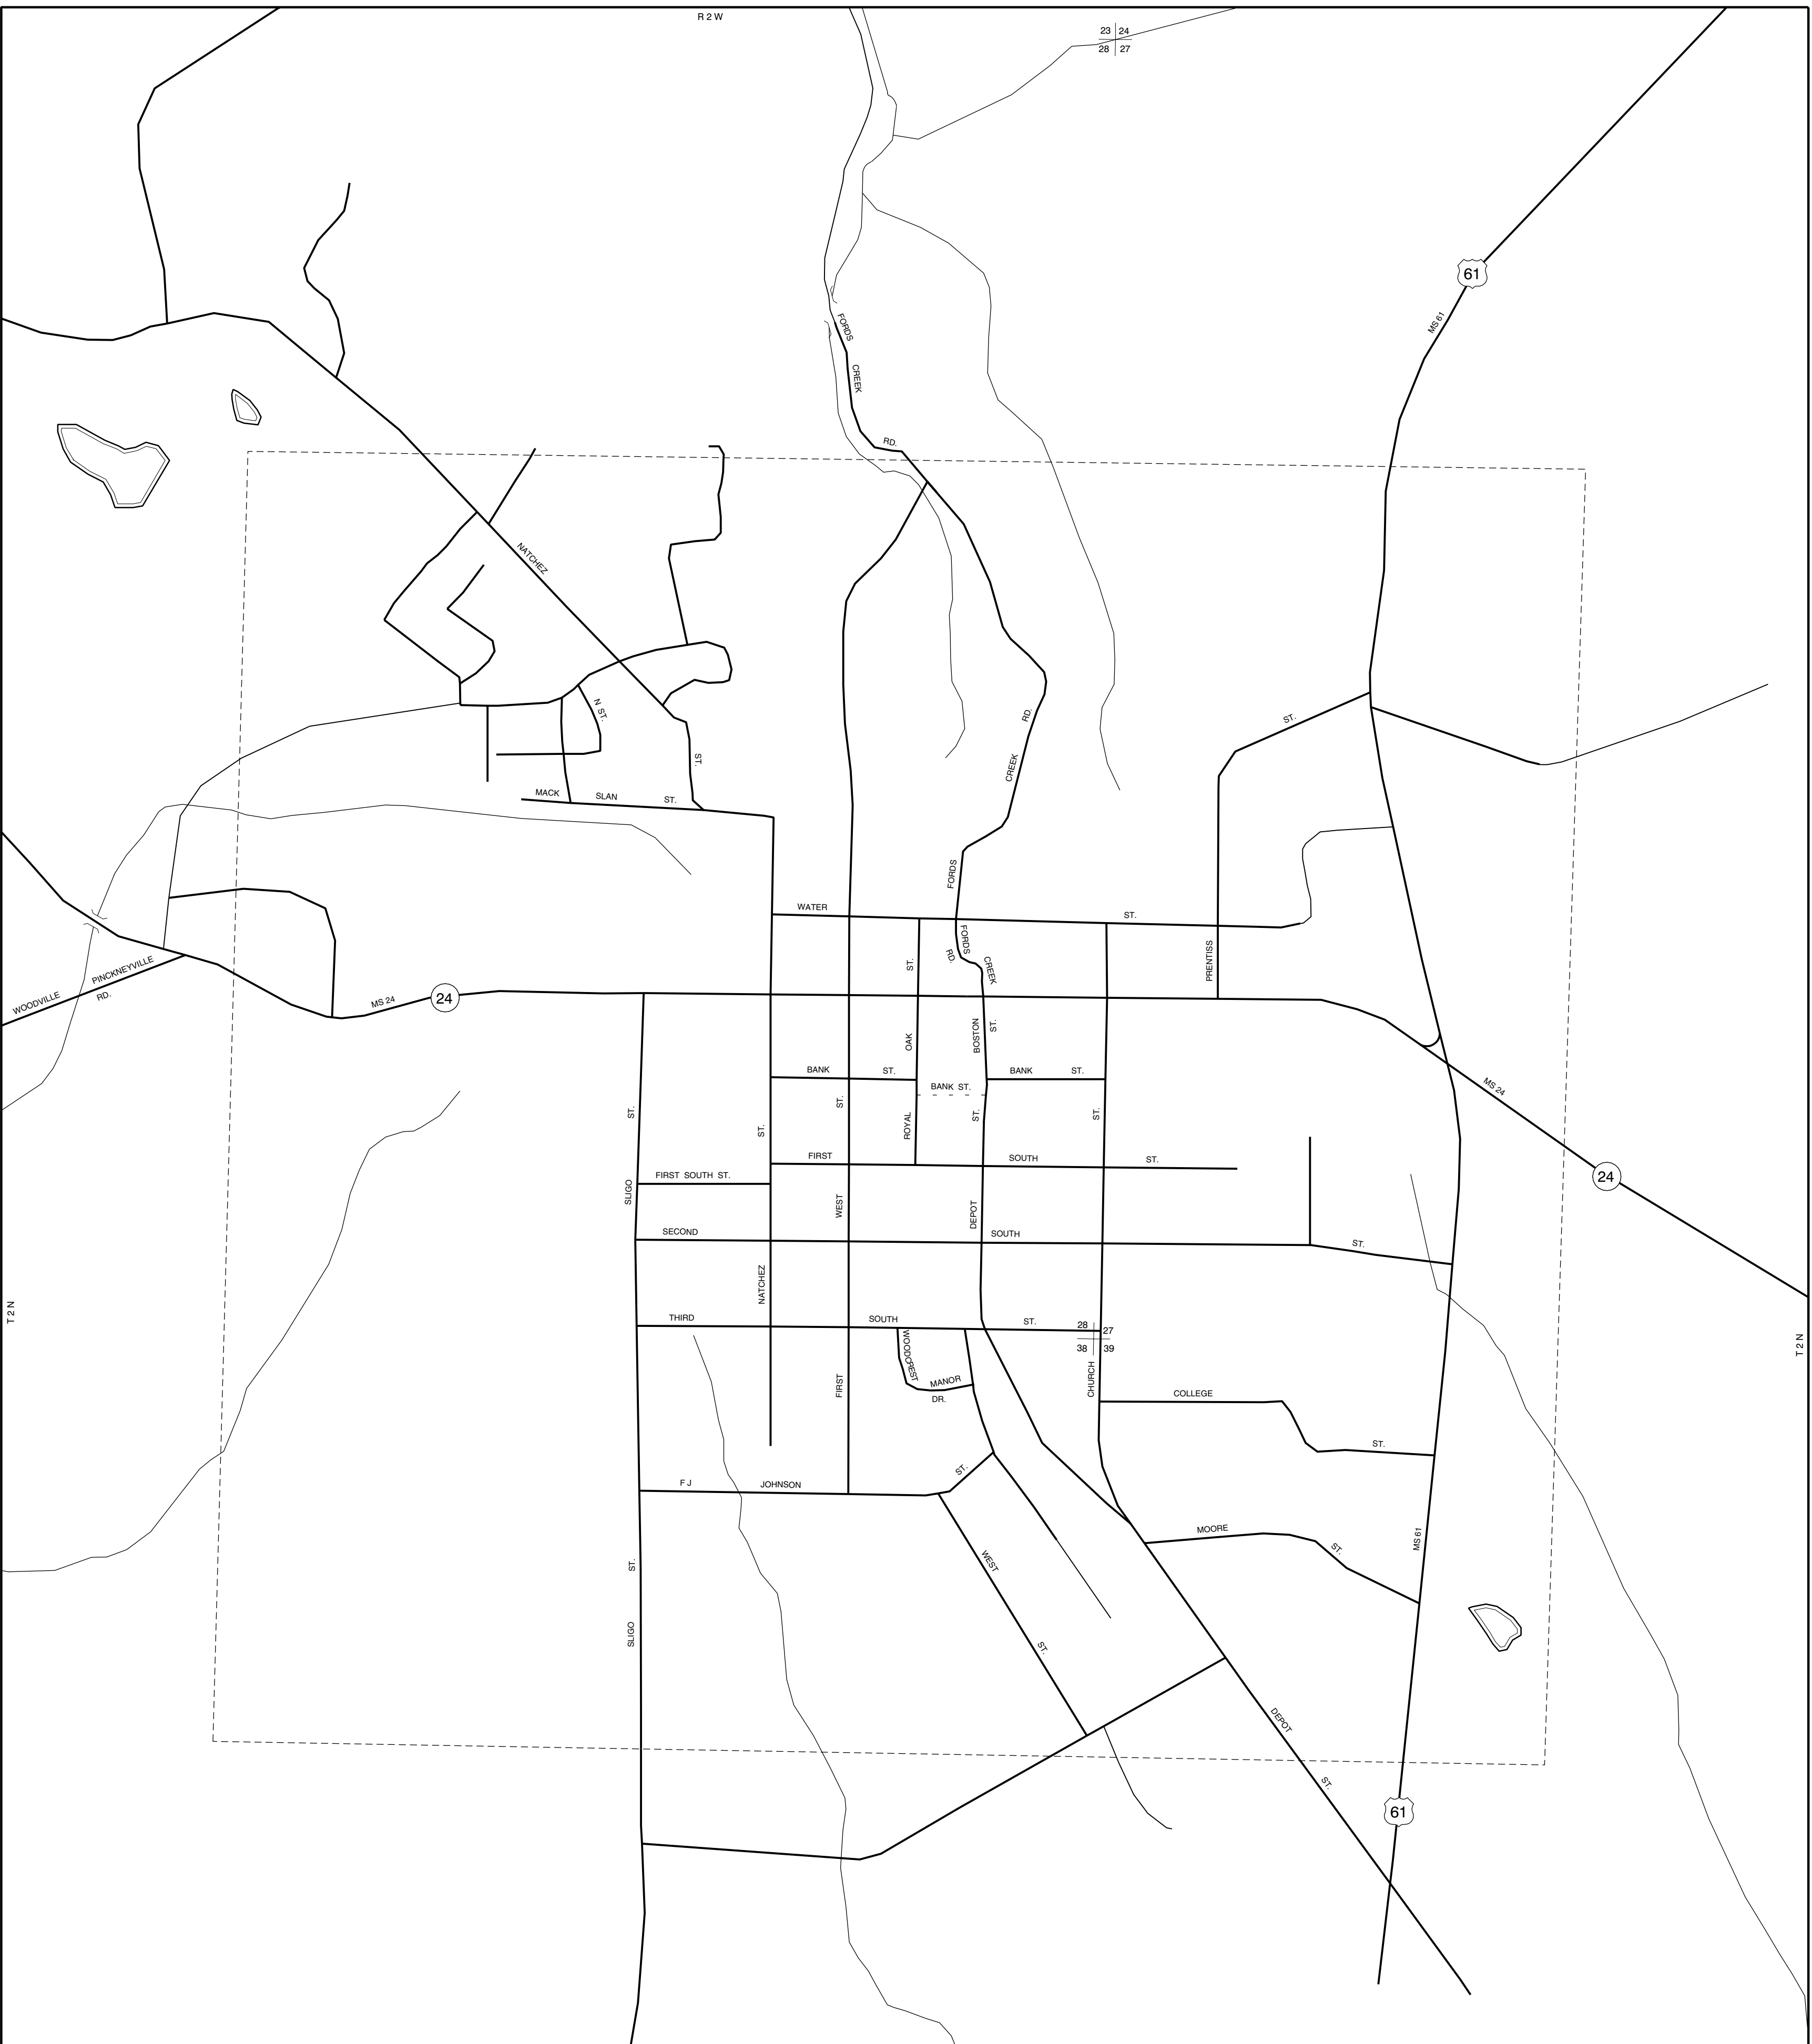 R 2 W
23 24
28 27
61
MS 61
FORDS
CREEK
RD.
NATCHEZ
N ST.
ST.
ST.
RD.
CREEK
MACK SLAN ST.
FORDS
WATER ST.
FORDS
RD.
CREEK
ST.
PRENTISS
WOODVILLE PINCKNEYVILLE
RD.
MS 24
24
OAK
BOSTON
ST.
BANK ST.
BANK ST.
BANK ST.
MS 24
ST.
ST.
ST.
ST.
ST.
ROYAL
FIRST SOUTH ST.
FIRST SOUTH ST.
24
SLIGO
WEST
DEPOT
SECOND SOUTH ST.
NATCHEZ
T 2 N
T 2 N
THIRD SOUTH ST.
28 27
38 39
WOODCREST
MANOR
DR.
FIRST
CHURCH
COLLEGE
ST.
F J JOHNSON ST.
MOORE
ST.
MS 61
WEST
ST.
ST.
SLIGO
DEPOT
ST.
61